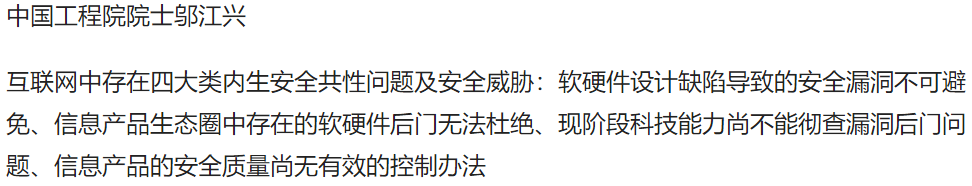 中国工程院院士邬江兴
互联网中存在四大类内生安全共性问题及安全威胁：软硬件设计缺陷导致的安全漏洞不可避
免、信息产品生态圈中存在的软硬件后门无法杜绝、现阶段科技能力尚不能彻查漏洞后门问
题、信息产品的安全质量尚无有效的控制办法